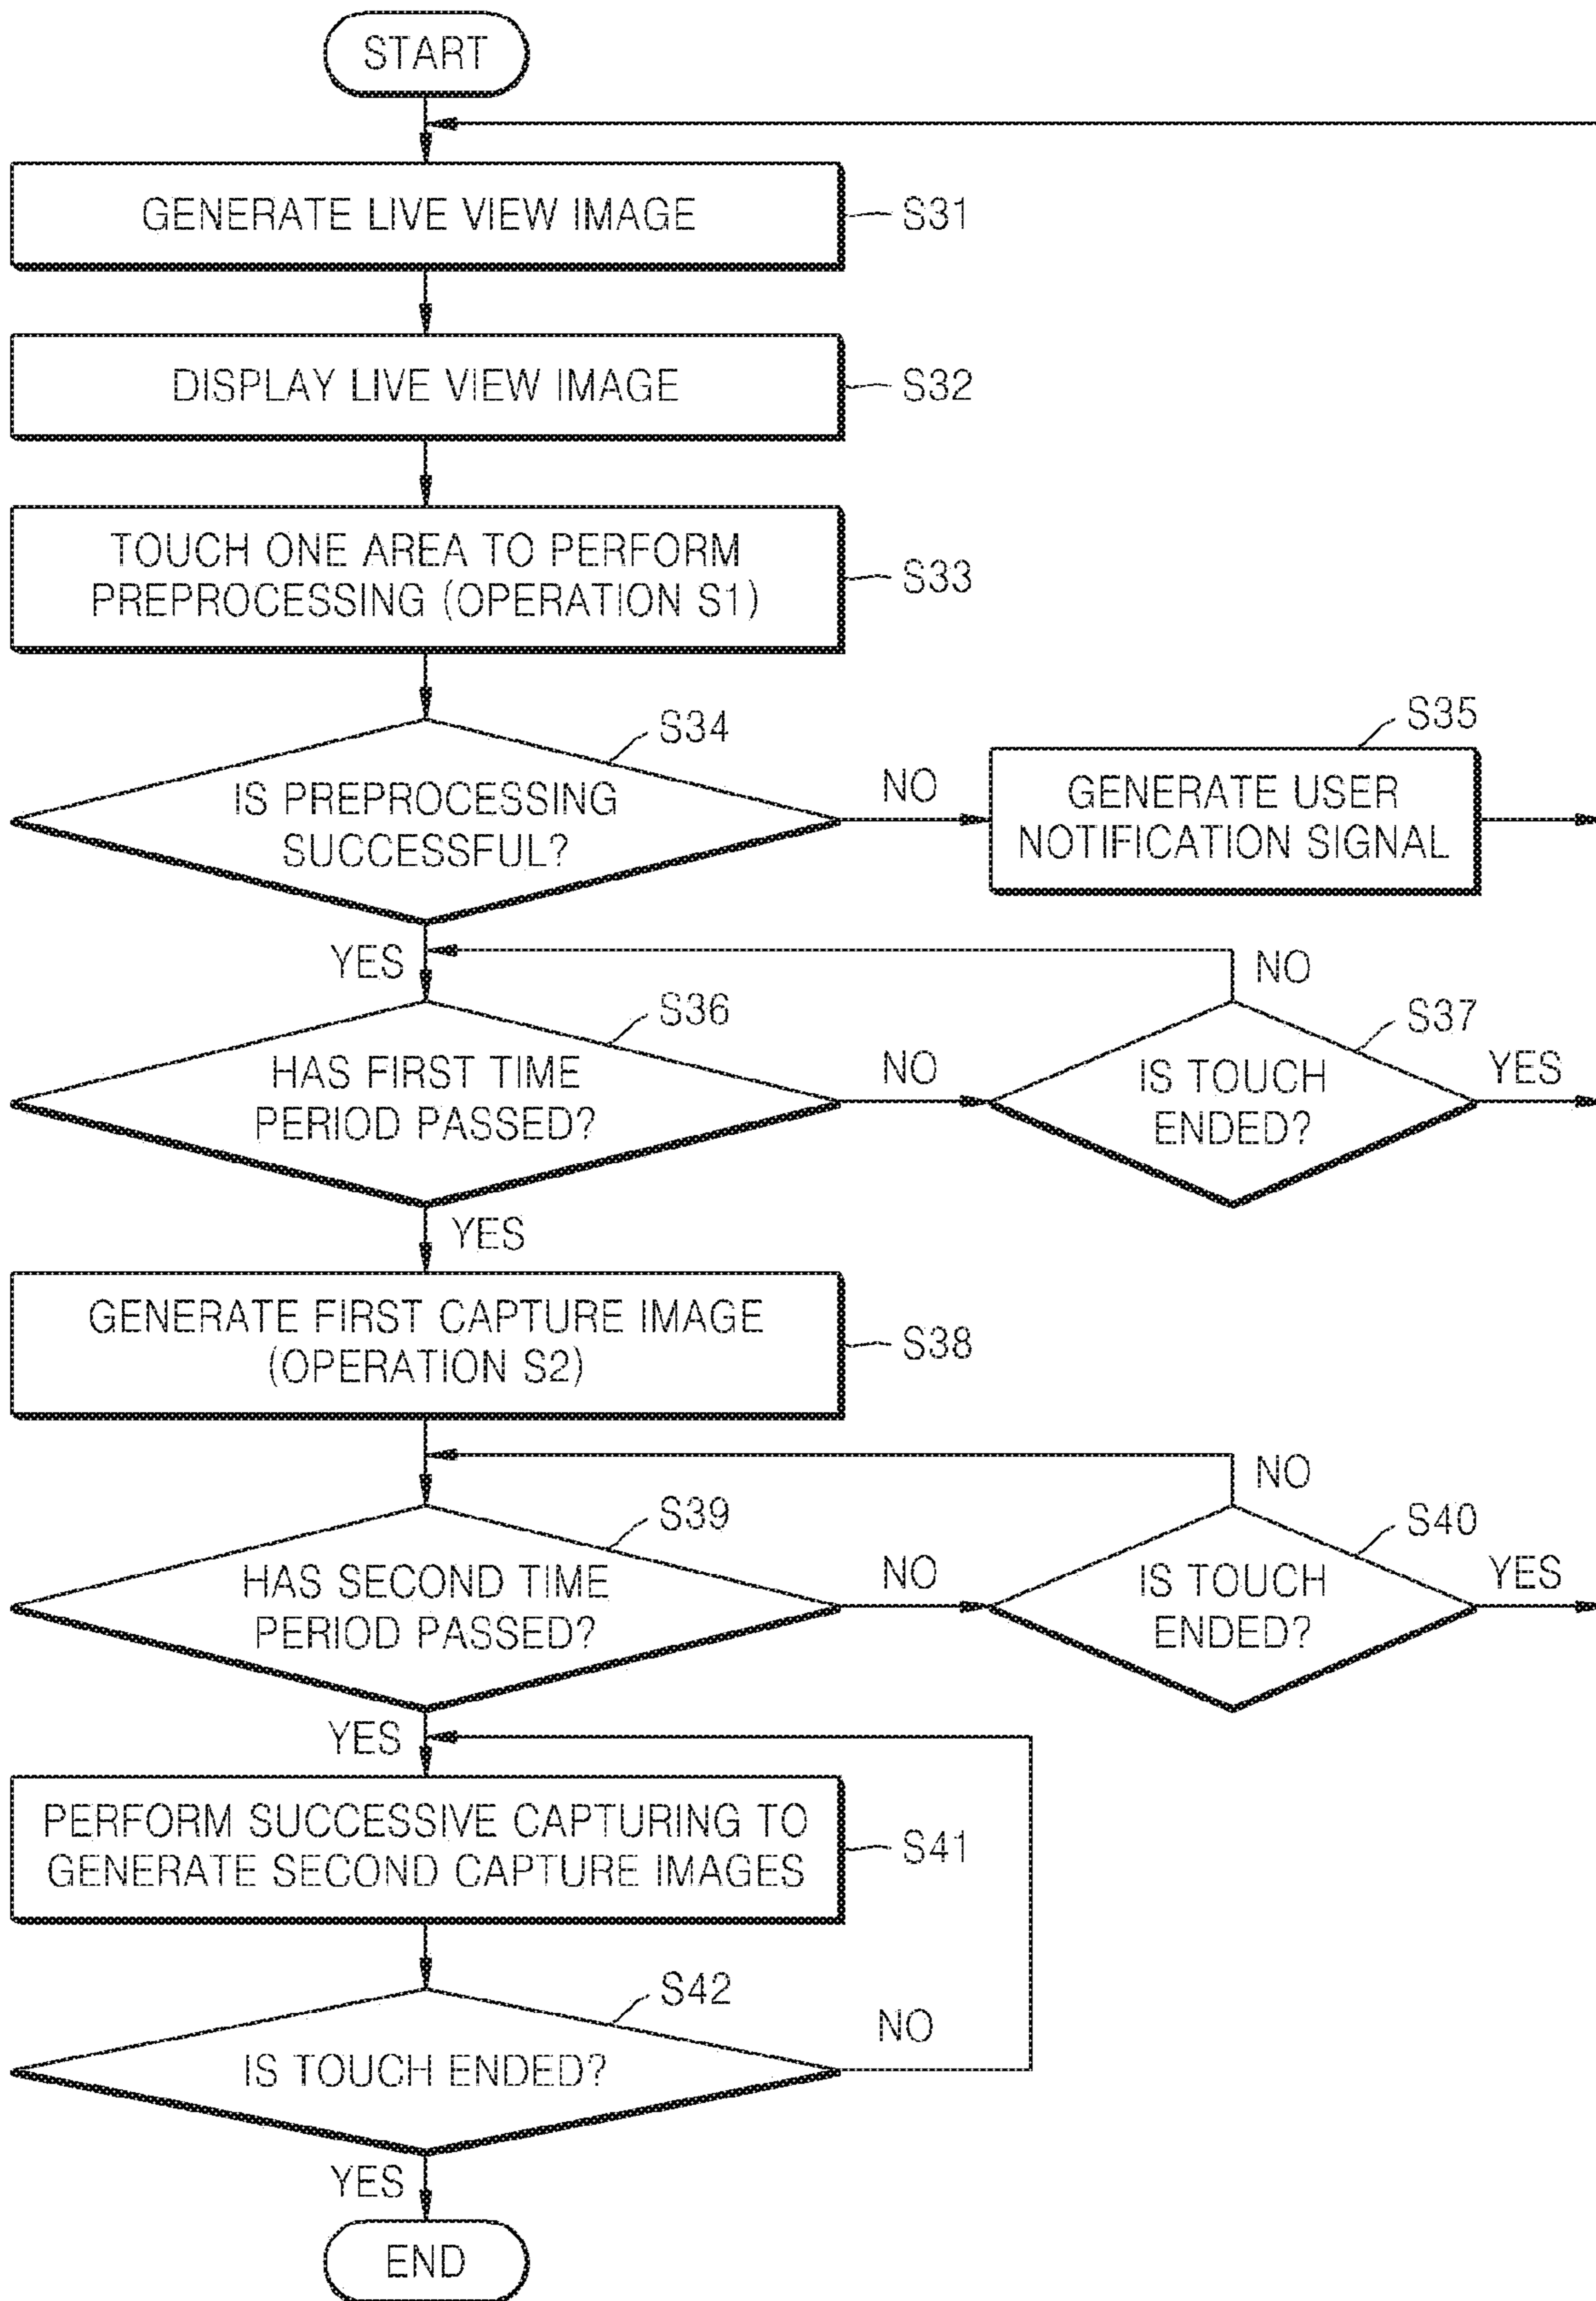 START
GENERATE LIVE VIEW IMAGE
S31
DISPLAY LIVE VIEW IMAGE
S32
TOUCH ONE AREA TO PERFORM
PREPROCESSING (OPERATION S1)
S33
S34
IS PREPROCESSING
SUCCESSFUL?
NO
S35
GENERATE USER
NOTIFICATION SIGNAL
YES
S36
HAS FIRST TIME
PERIOD PASSED?
NO
NO
S37
IS TOUCH
ENDED?
YES
YES
GENERATE FIRST CAPTURE IMAGE
(OPERATION S2)
S38
S39
HAS SECOND TIME
PERIOD PASSED?
NO
NO
S40
IS TOUCH
ENDED?
YES
YES
PERFORM SUCCESSIVE CAPTURING TO
GENERATE SECOND CAPTURE IMAGES
S41
S42
IS TOUCH ENDED?
NO
YES
END